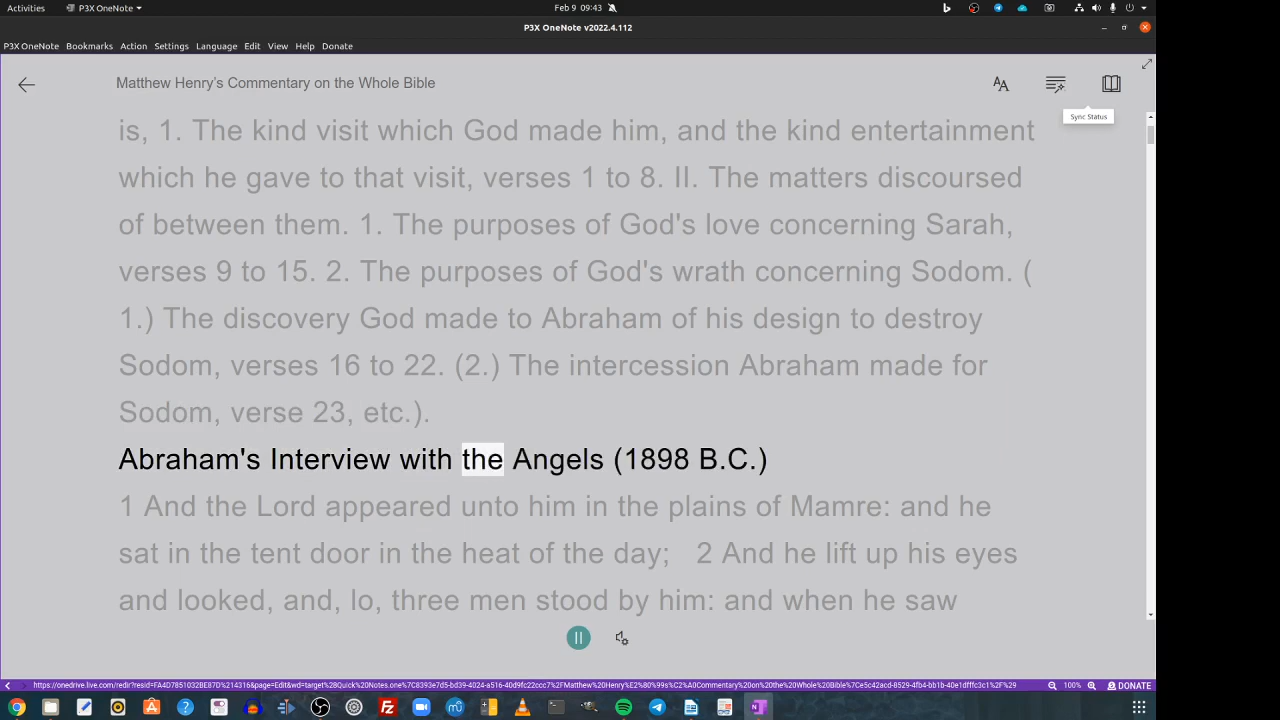 Activities
P3X OneNote
Feb 9 09:43
P3X OneNote v2022.4.112
P3X OneNote Bookmarks Action Settings Language Edit View Help Donate
Matthew Henry's Commentary on the Whole Bible
Sync Status
is, 1. The kind visit which God made him, and the kind entertainment
which he gave to that visit, verses 1 to 8. II. The matters discoursed
of between them. 1. The purposes of God's love concerning Sarah,
verses 9 to 15. 2. The purposes of God's wrath concerning Sodom. (
1.) The discovery God made to Abraham of his design to destroy
Sodom, verses 16 to 22. (2.) The intercession Abraham made for
Sodom, verse 23, etc.).
Abraham's Interview with the Angels (1898 B.C.)
1 And the Lord appeared unto him in the plains of Mamre: and he
sat in the tent door in the heat of the day;   2 And he lift up his eyes
and looked, and, lo, three men stood by him: and when he saw
100% DONATE